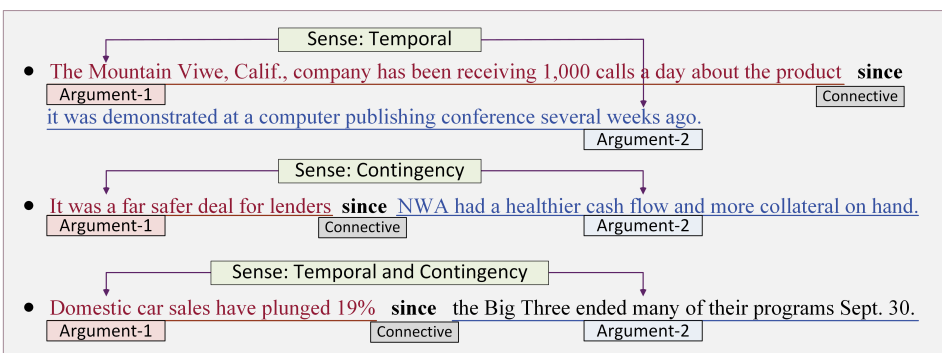 Sense: Temporal
• The Mountain Viwe, Calif., company has been receiving 1,000 calls a day about the product since
Argument-1 Connective
it was demonstrated at a computer publishing conference several weeks ago.
Argument-2
Sense: Contingency
• It was a far safer deal for lenders since NWA had a healthier cash flow and more collateral on hand.
Argument-1 Connective Argument-2
Sense: Temporal and Contingency
• Domestic car sales have plunged 19% since the Big Three ended many of their programs Sept. 30.
Argument-1 Connective Argument-2